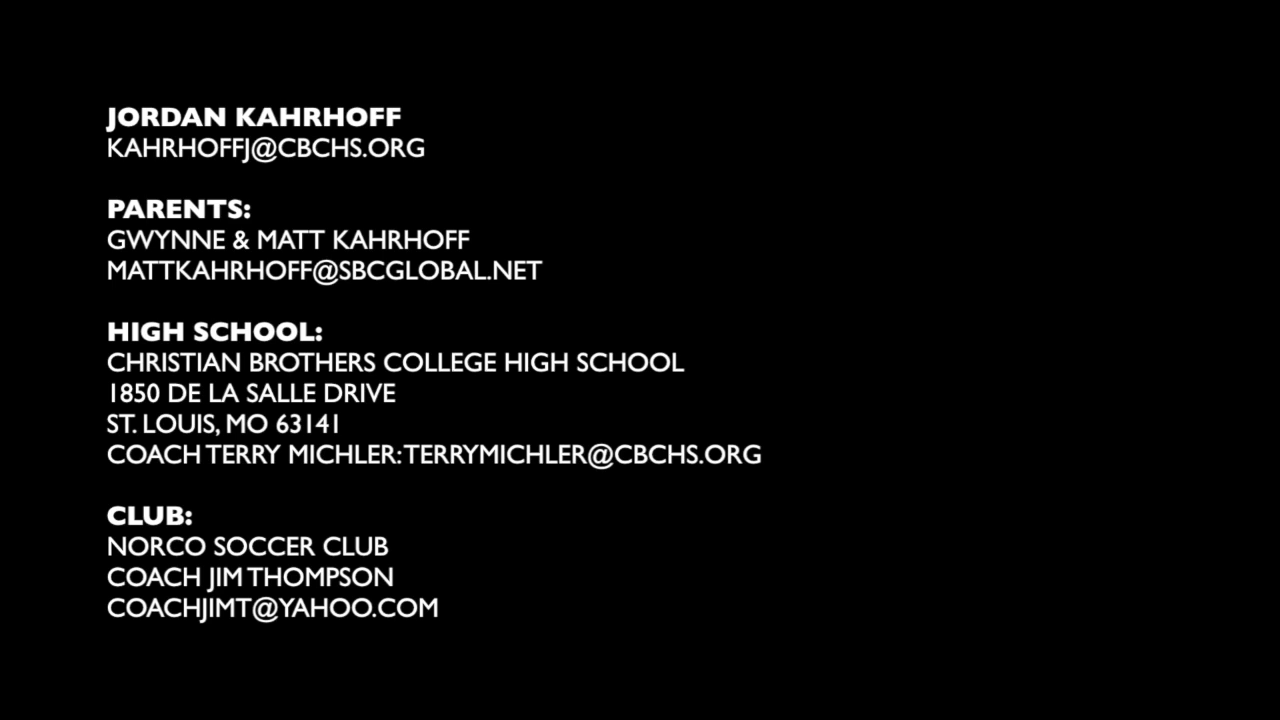 JORDAN KAHRHOFF
KAHRHOFFJ@CBCHS.ORG
PARENTS:
GWYNNE & MATT KAHRHOFF
MATTKAHRHOFF@SBCGLOBAL.NET
HIGH SCHOOL:
CHRISTIAN BROTHERS COLLEGE HIGH SCHOOL
1850 DE LA SALLE DRIVE
ST. LOUIS, MO 63141
COACH TERRY MICHLER: TERRYMICHLER@CBCHS.ORG
CLUB:
NORCO SOCCER CLUB
COACH JIM THOMPSON
COACHJIMT@YAHOO.COM